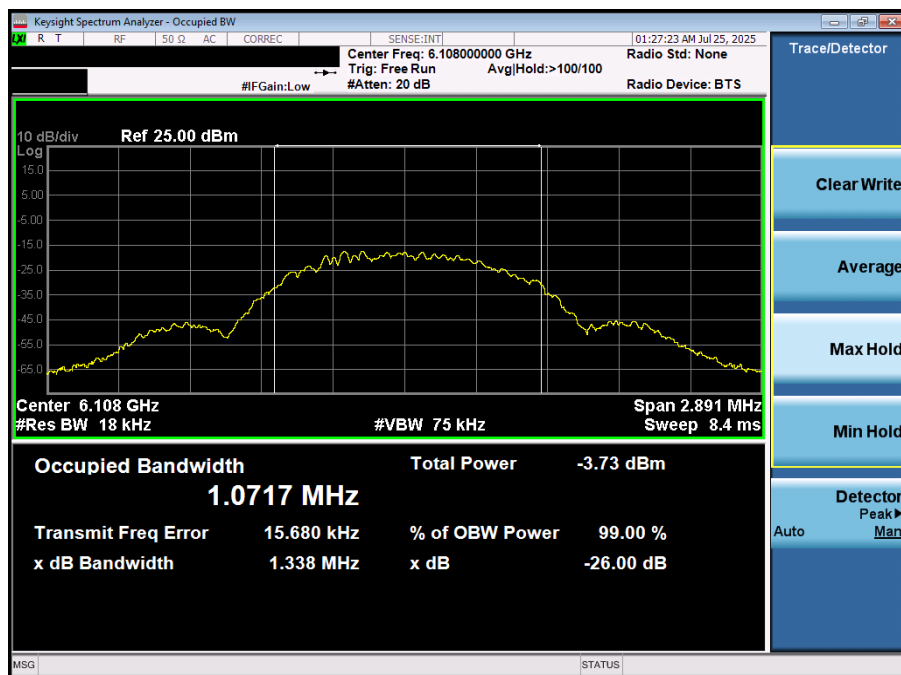 Keysight Spectrum Analyzer - Occupied BW
LXI R T RF 50 Ω AC CORREC SENSE:INT 01:27:23 AM Jul 25, 2025
Center Freq: 6.108000000 GHz Radio Std: None
Trig: Free Run Avg|Hold:>100/100
#IFGain:Low #Atten: 20 dB Radio Device: BTS
10 dB/div Ref 25.00 dBm
Log
15.0
5.00
-5.00
-15.0
-25.0
-35.0
-45.0
-55.0
-65.0
Center 6.108 GHz Span 2.891 MHz
#Res BW 18 kHz #VBW 75 kHz Sweep 8.4 ms
Occupied Bandwidth Total Power -3.73 dBm
1.0717 MHz
Transmit Freq Error 15.680 kHz % of OBW Power 99.00 %
x dB Bandwidth 1.338 MHz x dB -26.00 dB
MSG STATUS
Trace/Detector
Clear Write
Average
Max Hold
Min Hold
Detector
Peak▶
Auto Man